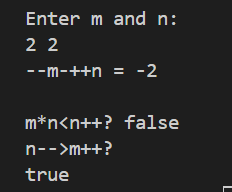 Enter m and n:
2 2
--m-++n = -2
m*n<n++? false
n-->m++?
true